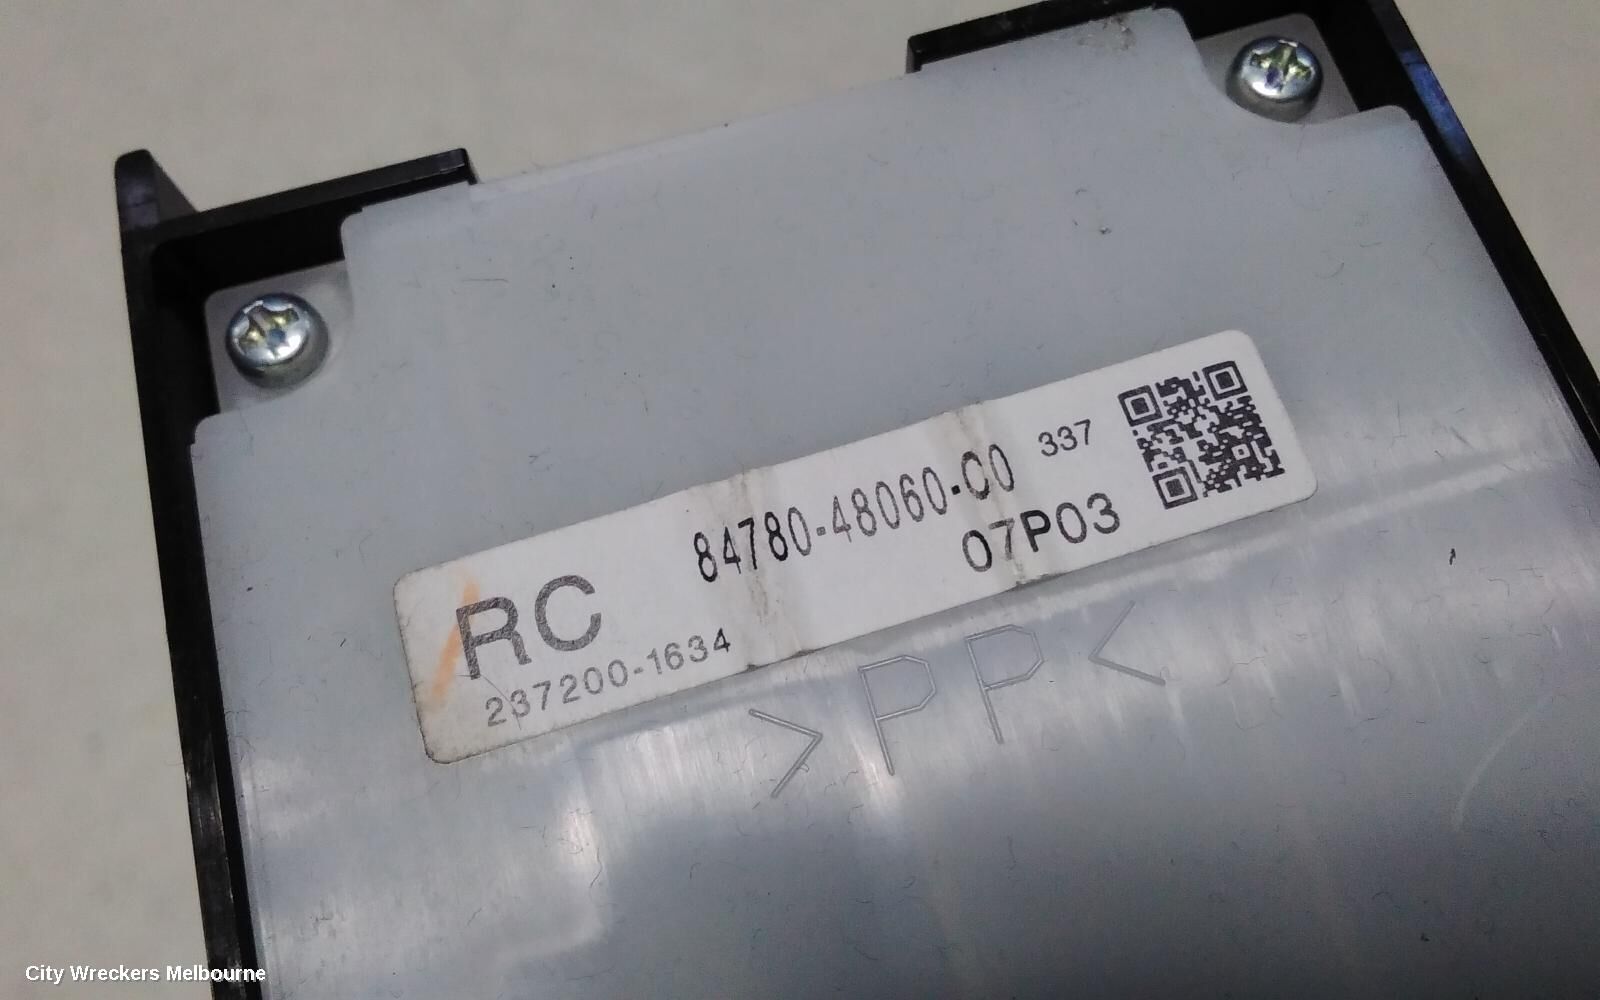 84780-48060-C0 337
07P03
RC
237200-1634
>PP<
City Wreckers Melbourne